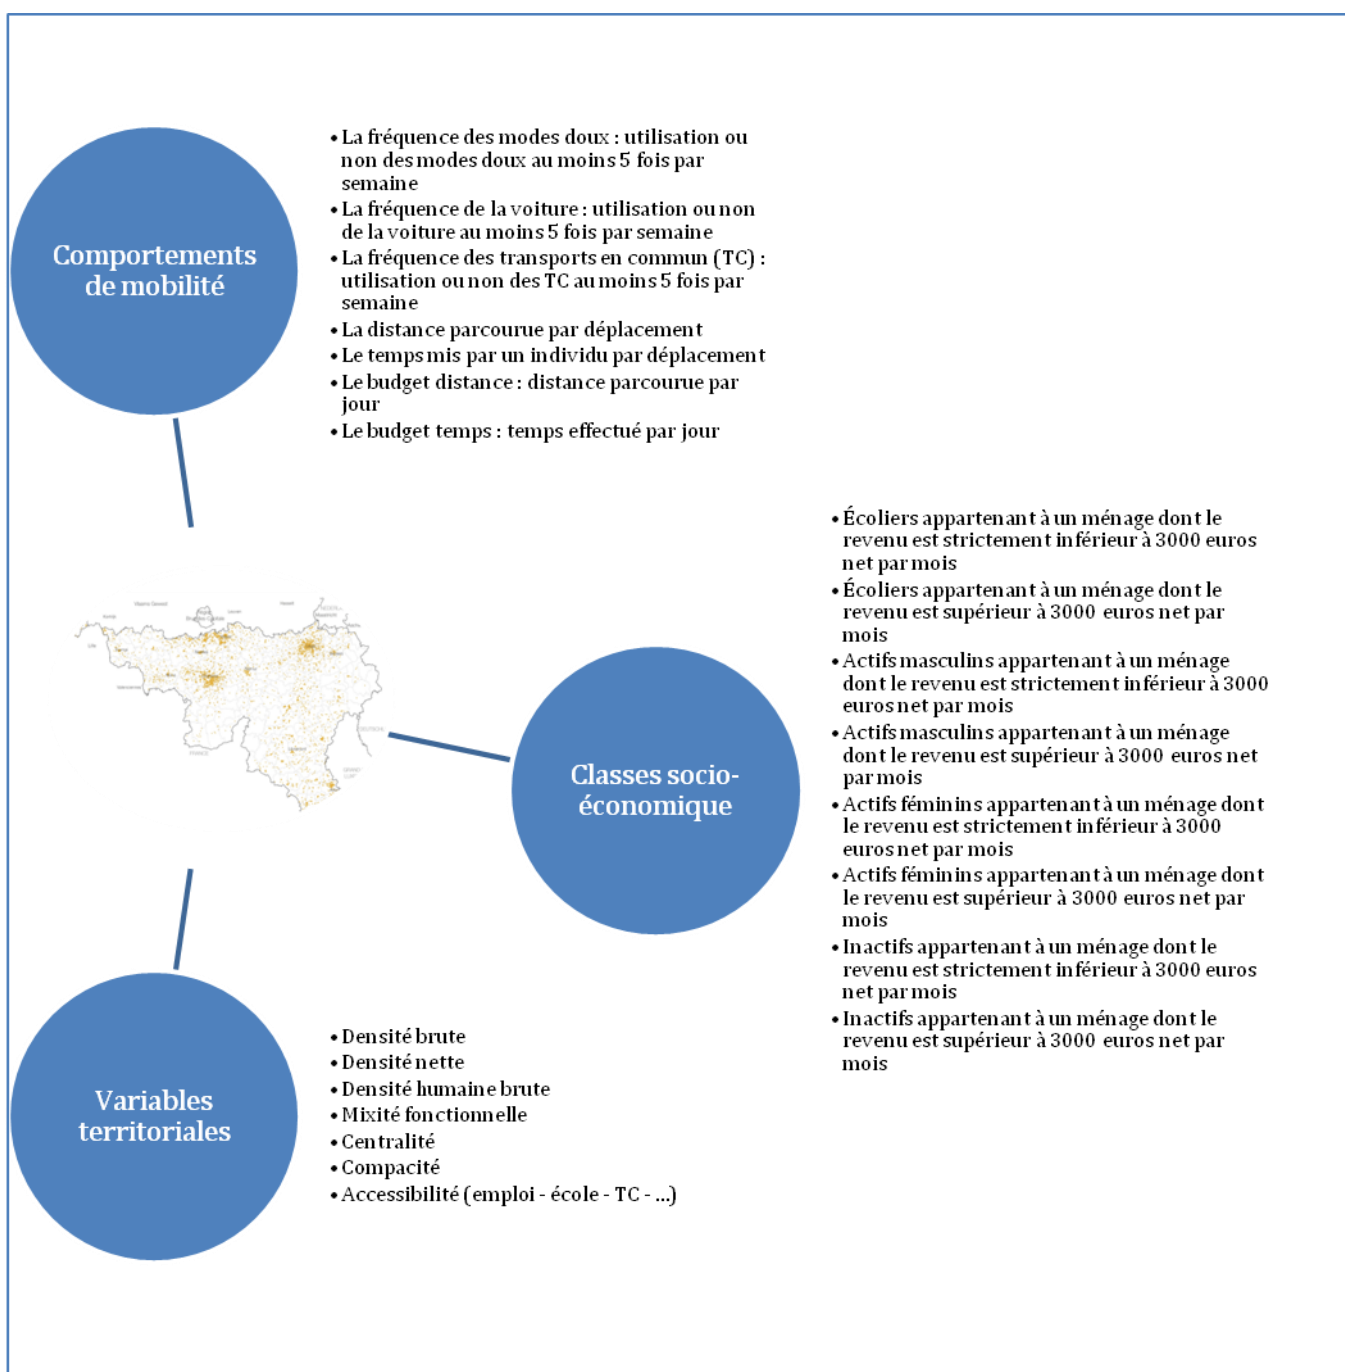 Comportements
de mobilité
• La fréquence des modes doux : utilisation ou
non des modes doux au moins 5 fois par
semaine
• La fréquence de la voiture : utilisation ou non
de la voiture au moins 5 fois par semaine
• La fréquence des transports en commun (TC) :
utilisation ou non des TC au moins 5 fois par
semaine
• La distance parcourue par déplacement
• Le temps mis par un individu par déplacement
• Le budget distance : distance parcourue par
jour
• Le budget temps : temps effectué par jour
Classes socio-
économique
• Écoliers appartenant à un ménage dont le
revenu est strictement inférieur à 3000 euros
net par mois
• Écoliers appartenant à un ménage dont le
revenu est supérieur à 3000 euros net par
mois
• Actifs masculins appartenant à un ménage
dont le revenu est strictement inférieur à 3000
euros net par mois
• Actifs masculins appartenant à un ménage
dont le revenu est supérieur à 3000 euros net
par mois
• Actifs féminins appartenant à un ménage dont
le revenu est strictement inférieur à 3000
euros net par mois
• Actifs féminins appartenant à un ménage dont
le revenu est supérieur à 3000 euros net par
mois
• Inactifs appartenant à un ménage dont le
revenu est strictement inférieur à 3000 euros
net par mois
• Inactifs appartenant à un ménage dont le
revenu est supérieur à 3000 euros net par
mois
Variables
territoriales
• Densité brute
• Densité nette
• Densité humaine brute
• Mixité fonctionnelle
• Centralité
• Compacité
• Accessibilité (emploi - école - TC - ...)